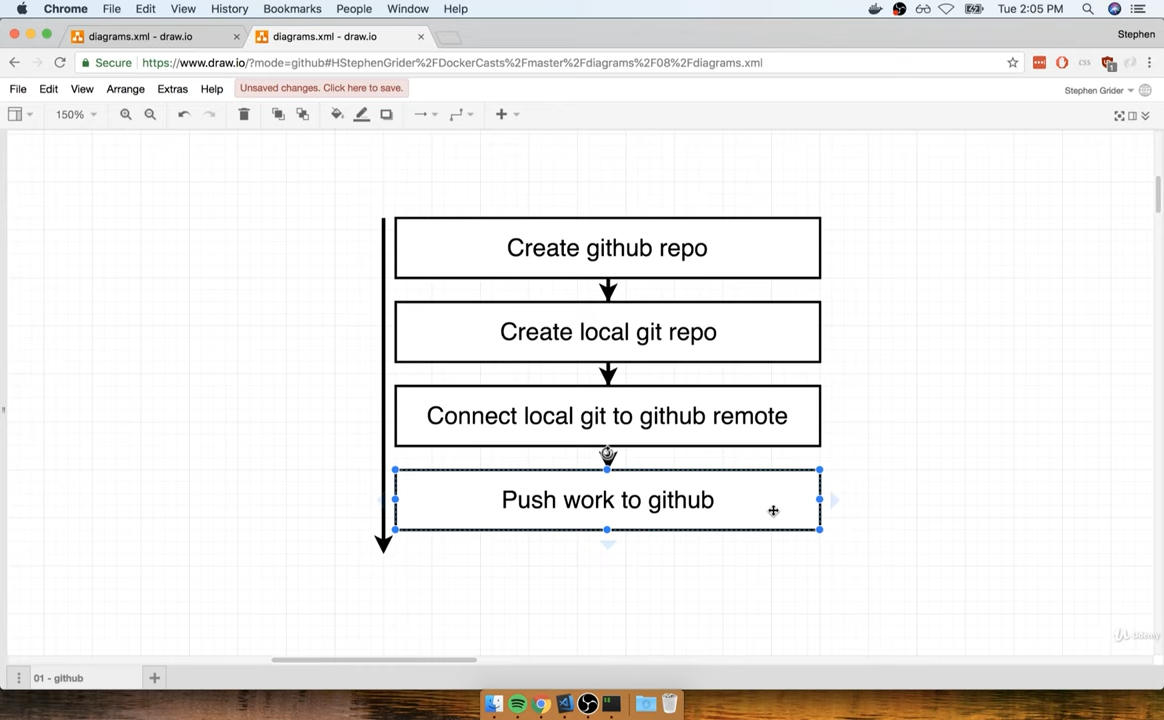 Chrome File Edit View History Bookmarks People Window Help Tue 2:05 PM
diagrams.xml - draw.io diagrams.xml - draw.io Stephen
Secure https://www.draw.io/?mode=github#HStephenGrider%2FDockerCasts%2Fmaster%2Fdiagrams%2F08%2Fdiagrams.xml
File Edit View Arrange Extras Help Unsaved changes. Click here to save. Stephen Grider
150%
Create github repo
Create local git repo
Connect local git to github remote
Push work to github
Udemy
01 - github